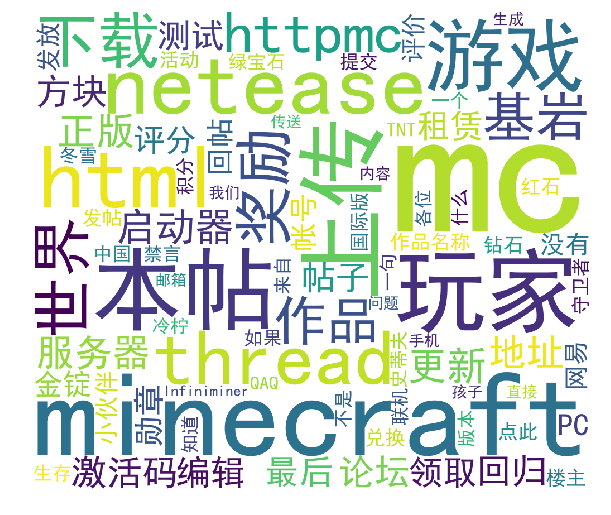 生成
下载
测试
httpmc
评价
游戏
发放
活动
绿宝石
提交
方块
netease
一个
基岩
正版
评分
回帖
奖励
传送
TNT
租赁
冬雪
积分
我们
上传
内容
mc
红石
html
发帖
启动器
帐号
国际版
各位
什么
世界
作品名称
中国
禁言
来自
帖子
钻石
没有
邮箱
本帖
作品
一句
玩家
守卫者
问题
冷柠
服务器
如果
thread
更新
地址
网易
手机
史蒂夫
联机
金锭
小伙伴
勋章
Infiniminer
QAQ
不是
孩子
直接
minecraft
知道
兑换
版本
点此
PC
生存
激活码
编辑
最后
论坛
领取
回归
楼主